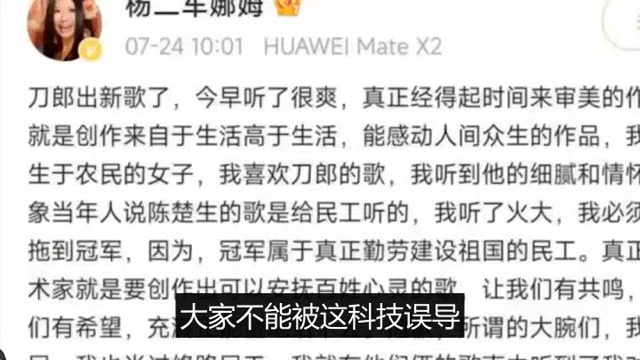 杨二车娜姆
07-24 10:01 HUAWEI Mate X2
刀郎出新歌了，今早听了很爽，真正经得起时间来审美的作
就是创作来自于生活高于生活，能感动人间众生的作品，我
生于农民的女子，我喜欢刀郎的歌，我听到他的细腻和情怀
象当年人说陈楚生的歌是给民工听的，我听了火大，我必须
拖到冠军，因为，冠军属于真正勤劳建设祖国的民工。真正
术家就是要创作出可以安抚百姓心灵的歌，让我们有共鸣，
们有希望，充
所谓的大腕们，我
大家不能被这科技误导